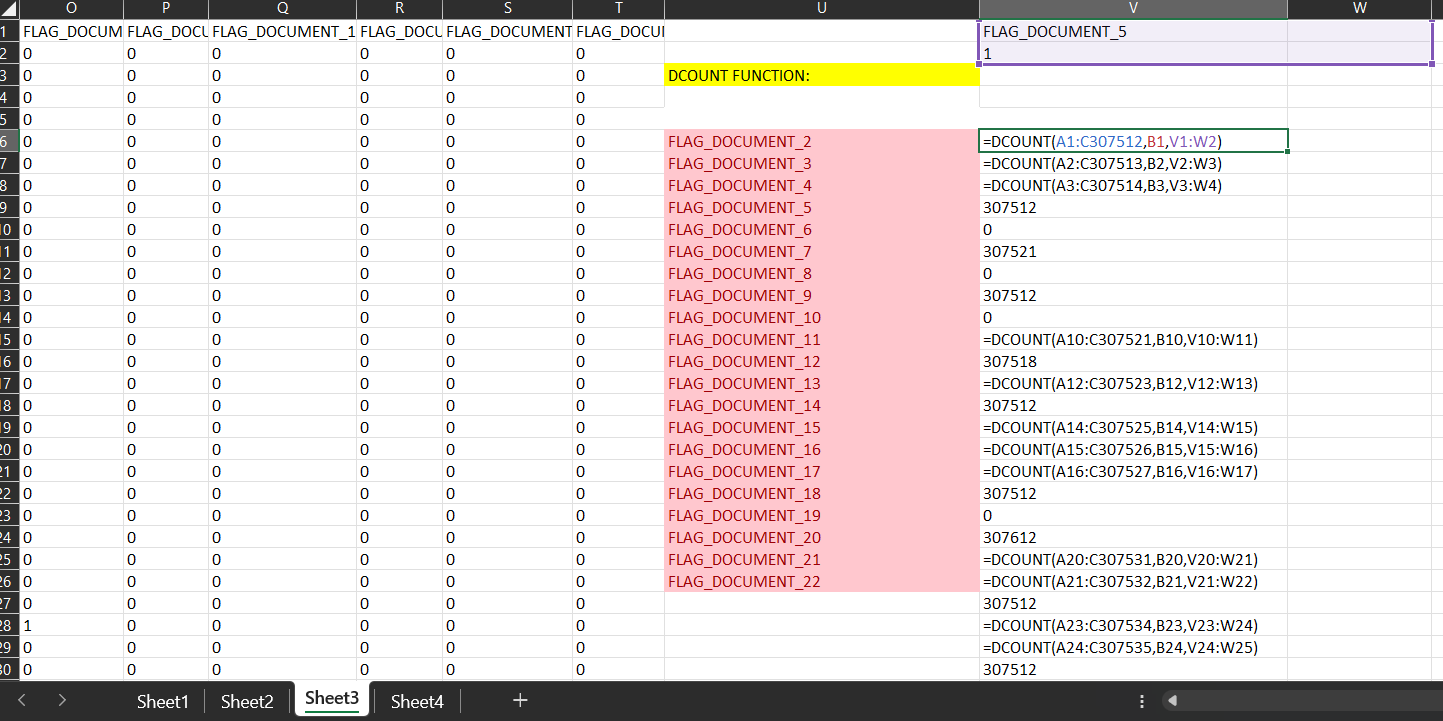 O P Q R S T U V W
1 FLAG_DOCUM FLAG_DOCU FLAG_DOCUMENT_1 FLAG_DOCU FLAG_DOCUMENT FLAG_DOCUI FLAG_DOCUMENT_5
2 0 0 0 0 0 0 1
3 0 0 0 0 0 0 DCOUNT FUNCTION:
4 0 0 0 0 0 0
5 0 0 0 0 0 0
6 0 0 0 0 0 0 FLAG_DOCUMENT_2 =DCOUNT(A1:C307512,B1,V1:W2)
7 0 0 0 0 0 0 FLAG_DOCUMENT_3 =DCOUNT(A2:C307513,B2,V2:W3)
8 0 0 0 0 0 0 FLAG_DOCUMENT_4 =DCOUNT(A3:C307514,B3,V3:W4)
9 0 0 0 0 0 0 FLAG_DOCUMENT_5 307512
10 0 0 0 0 0 0 FLAG_DOCUMENT_6 0
11 0 0 0 0 0 0 FLAG_DOCUMENT_7 307521
12 0 0 0 0 0 0 FLAG_DOCUMENT_8 0
13 0 0 0 0 0 0 FLAG_DOCUMENT_9 307512
14 0 0 0 0 0 0 FLAG_DOCUMENT_10 0
15 0 0 0 0 0 0 FLAG_DOCUMENT_11 =DCOUNT(A10:C307521,B10,V10:W11)
16 0 0 0 0 0 0 FLAG_DOCUMENT_12 307518
17 0 0 0 0 0 0 FLAG_DOCUMENT_13 =DCOUNT(A12:C307523,B12,V12:W13)
18 0 0 0 0 0 0 FLAG_DOCUMENT_14 307512
19 0 0 0 0 0 0 FLAG_DOCUMENT_15 =DCOUNT(A14:C307525,B14,V14:W15)
20 0 0 0 0 0 0 FLAG_DOCUMENT_16 =DCOUNT(A15:C307526,B15,V15:W16)
21 0 0 0 0 0 0 FLAG_DOCUMENT_17 =DCOUNT(A16:C307527,B16,V16:W17)
22 0 0 0 0 0 0 FLAG_DOCUMENT_18 307512
23 0 0 0 0 0 0 FLAG_DOCUMENT_19 0
24 0 0 0 0 0 0 FLAG_DOCUMENT_20 307612
25 0 0 0 0 0 0 FLAG_DOCUMENT_21 =DCOUNT(A20:C307531,B20,V20:W21)
26 0 0 0 0 0 0 FLAG_DOCUMENT_22 =DCOUNT(A21:C307532,B21,V21:W22)
27 0 0 0 0 0 0 307512
28 1 0 0 0 0 0 =DCOUNT(A23:C307534,B23,V23:W24)
29 0 0 0 0 0 0 =DCOUNT(A24:C307535,B24,V24:W25)
30 0 0 0 0 0 0 307512
Sheet1 Sheet2 Sheet3 Sheet4 +